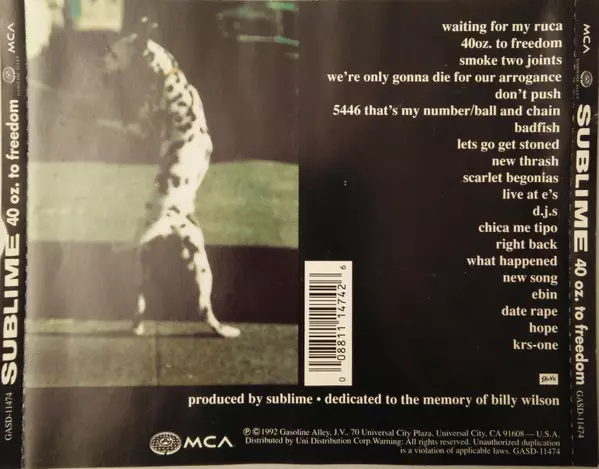 waiting for my ruca
40oz. to freedom
smoke two joints
we're only gonna die for our arrogance
don't push
5446 that's my number/ball and chain
badfish
lets go get stoned
new thrash
scarlet begonias
live at e's
d.j.s
chica me tipo
right back
what happened
new song
ebin
date rape
hope
krs-one
0 08811 14742 6
produced by sublime • dedicated to the memory of billy wilson
MCA
℗©1992 Gasoline Alley, J.V., 70 Universal City Plaza, Universal City, CA 91608 — U.S.A.
Distributed by Uni Distribution Corp.Warning: All rights reserved. Unauthorized duplication
is a violation of applicable laws. GASD-11474
GASD-11474 SUBLIME 40 oz. to freedom GASOLINE ALLEY MCA
MCA GASOLINE ALLEY SUBLIME 40 oz. to freedom GASD-11474